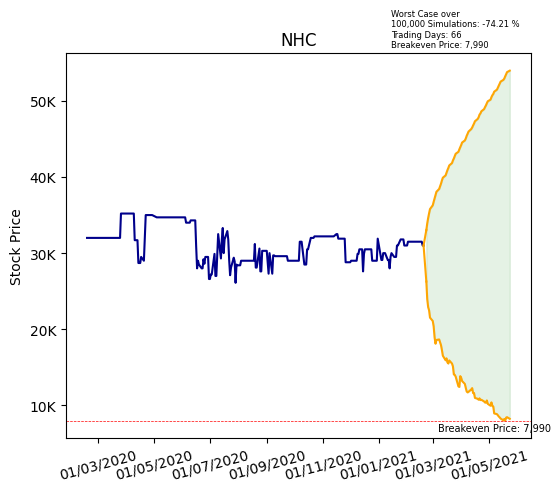 Worst Case over
100,000 Simulations: -74.21 %
Trading Days: 66
Breakeven Price: 7,990
NHC
Stock Price
50K
40K
30K
20K
10K
Breakeven Price: 7,990
01/03/2020
01/05/2020
01/07/2020
01/09/2020
01/11/2020
01/01/2021
01/03/2021
01/05/2021